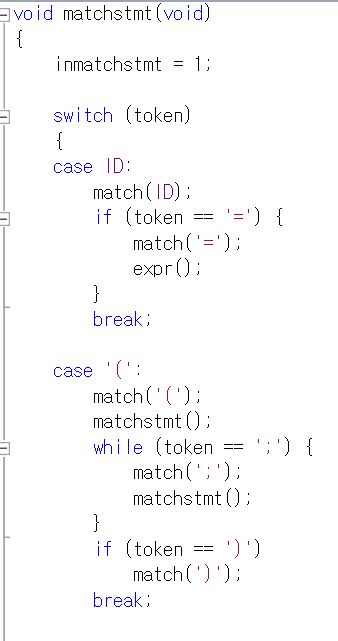 void matchstmt(void)
{
    inmatchstmt = 1;

    switch (token)
    {
    case ID:
        match(ID);
        if (token == '=') {
            match('=');
            expr();
        }
        break;

    case '(':
        match('(');
        matchstmt();
        while (token == ';') {
            match(';');
            matchstmt();
        }
        if (token == ')')
            match(')');
        break;